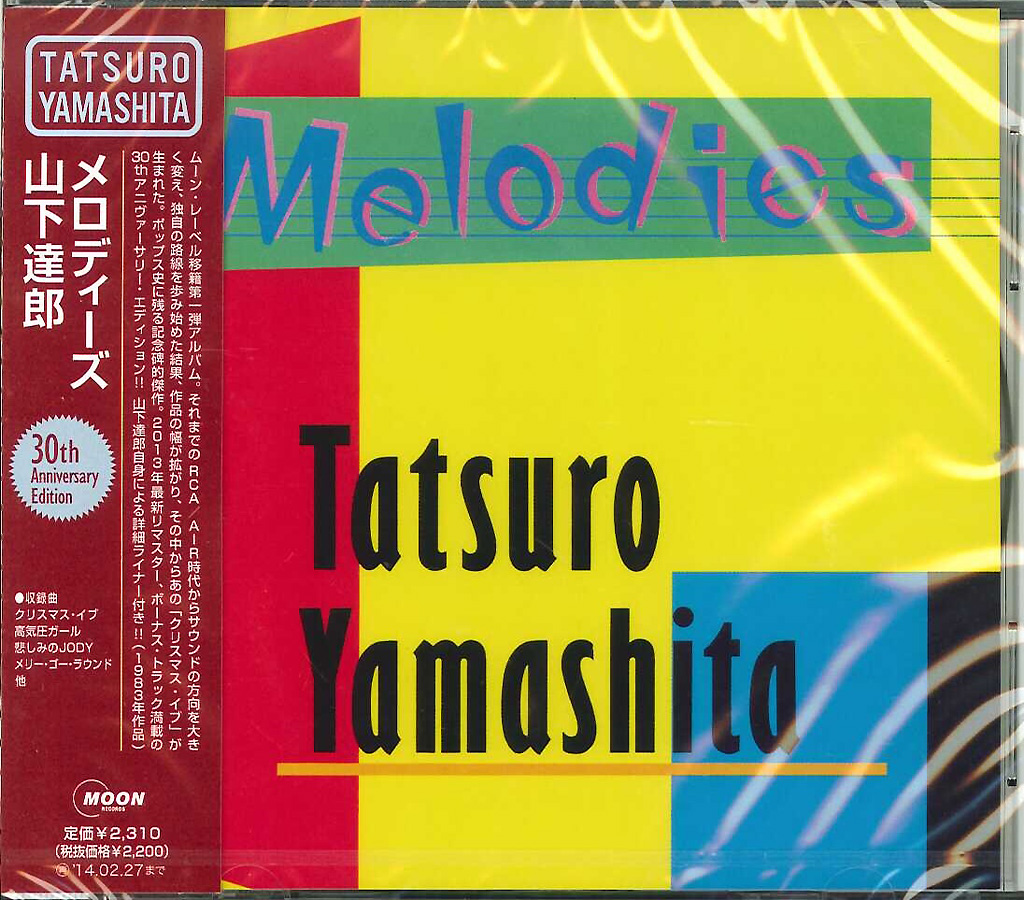 TATSURO
YAMASHITA
メロディーズ
山下達郎
ムーン・レーベル移籍第一弾アルバム。それまでのRCA／AIR時代からサウンドの方向を大き
く変え、独自の路線を歩み始めた結果、作品の幅が拡がり、その中からあの「クリスマス・イブ」が
生まれた。ポップス史に残る記念碑的傑作。2013年最新リマスター、ボーナス・トラック満載の
30thアニヴァーサリー・エディション!! 山下達郎自身による詳細ライナー付き!!（1983年作品）
30th
Anniversary
Edition
●収録曲
クリスマス・イブ
高気圧ガール
悲しみのJODY
メリー・ゴー・ラウンド
他
MOON
RECORDS
定価¥2,310
(税抜価格¥2,200)
'14.02.27まで
Melodies
Tatsuro
Yamashita